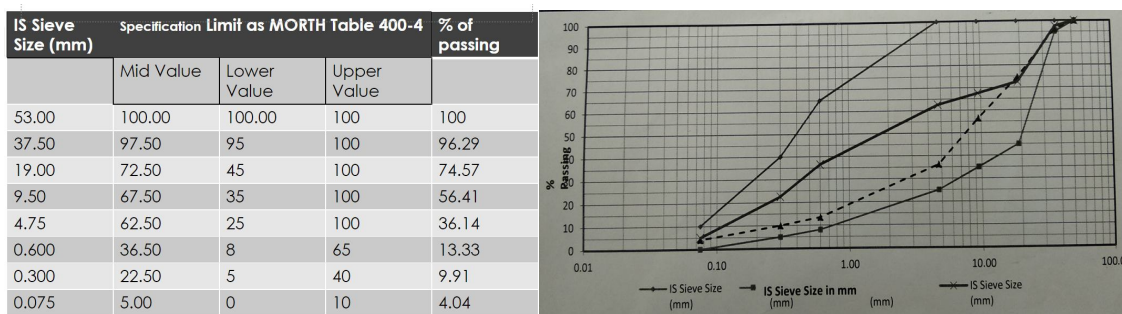 IS Sieve Size (mm) Specification Limit as MORTH Table 400-4 % of passing
Mid Value Lower Value Upper Value
53.00 100.00 100.00 100 100
37.50 97.50 95 100 96.29
19.00 72.50 45 100 74.57
9.50 67.50 35 100 56.41
4.75 62.50 25 100 36.14
0.600 36.50 8 65 13.33
0.300 22.50 5 40 9.91
0.075 5.00 0 10 4.04
100
90
80
70
60
50
40
30
20
10
0
% Passing
0.01 0.10 1.00 10.00 100.0
IS Sieve Size (mm)
IS Sieve Size in mm
(mm)
(mm)
IS Sieve Size (mm)